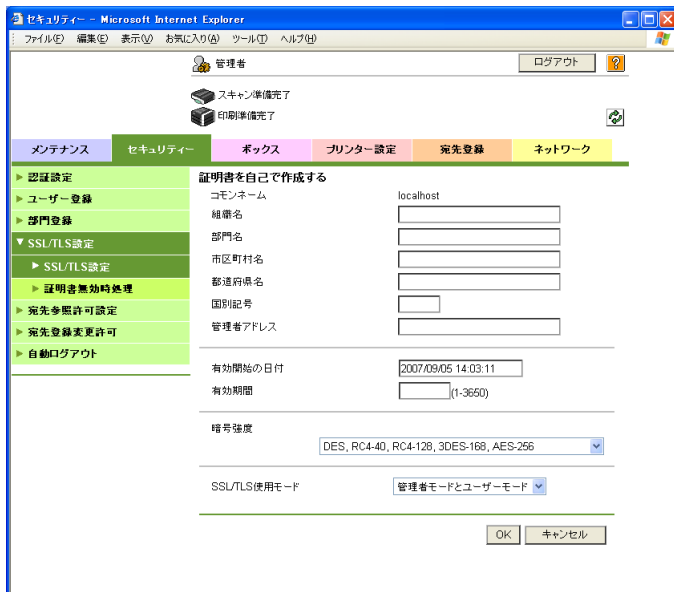 セキュリティー - Microsoft Internet Explorer
ファイル(F) 編集(E) 表示(V) お気に入り(A) ツール(T) ヘルプ(H)
管理者 ログアウト ?
スキャン準備完了
印刷準備完了
メンテナンス セキュリティー ボックス プリンター設定 宛先登録 ネットワーク
認証設定
ユーザー登録
部門登録
SSL/TLS設定
SSL/TLS設定
証明書無効時処理
宛先参照許可設定
宛先登録変更許可
自動ログアウト
証明書を自己で作成する
コモンネーム localhost
組織名
部門名
市区町村名
都道府県名
国別記号
管理者アドレス
有効開始の日付 2007/09/05 14:03:11
有効期間 (1-3650)
暗号強度
DES, RC4-40, RC4-128, 3DES-168, AES-256
SSL/TLS使用モード 管理者モードとユーザーモード
OK キャンセル